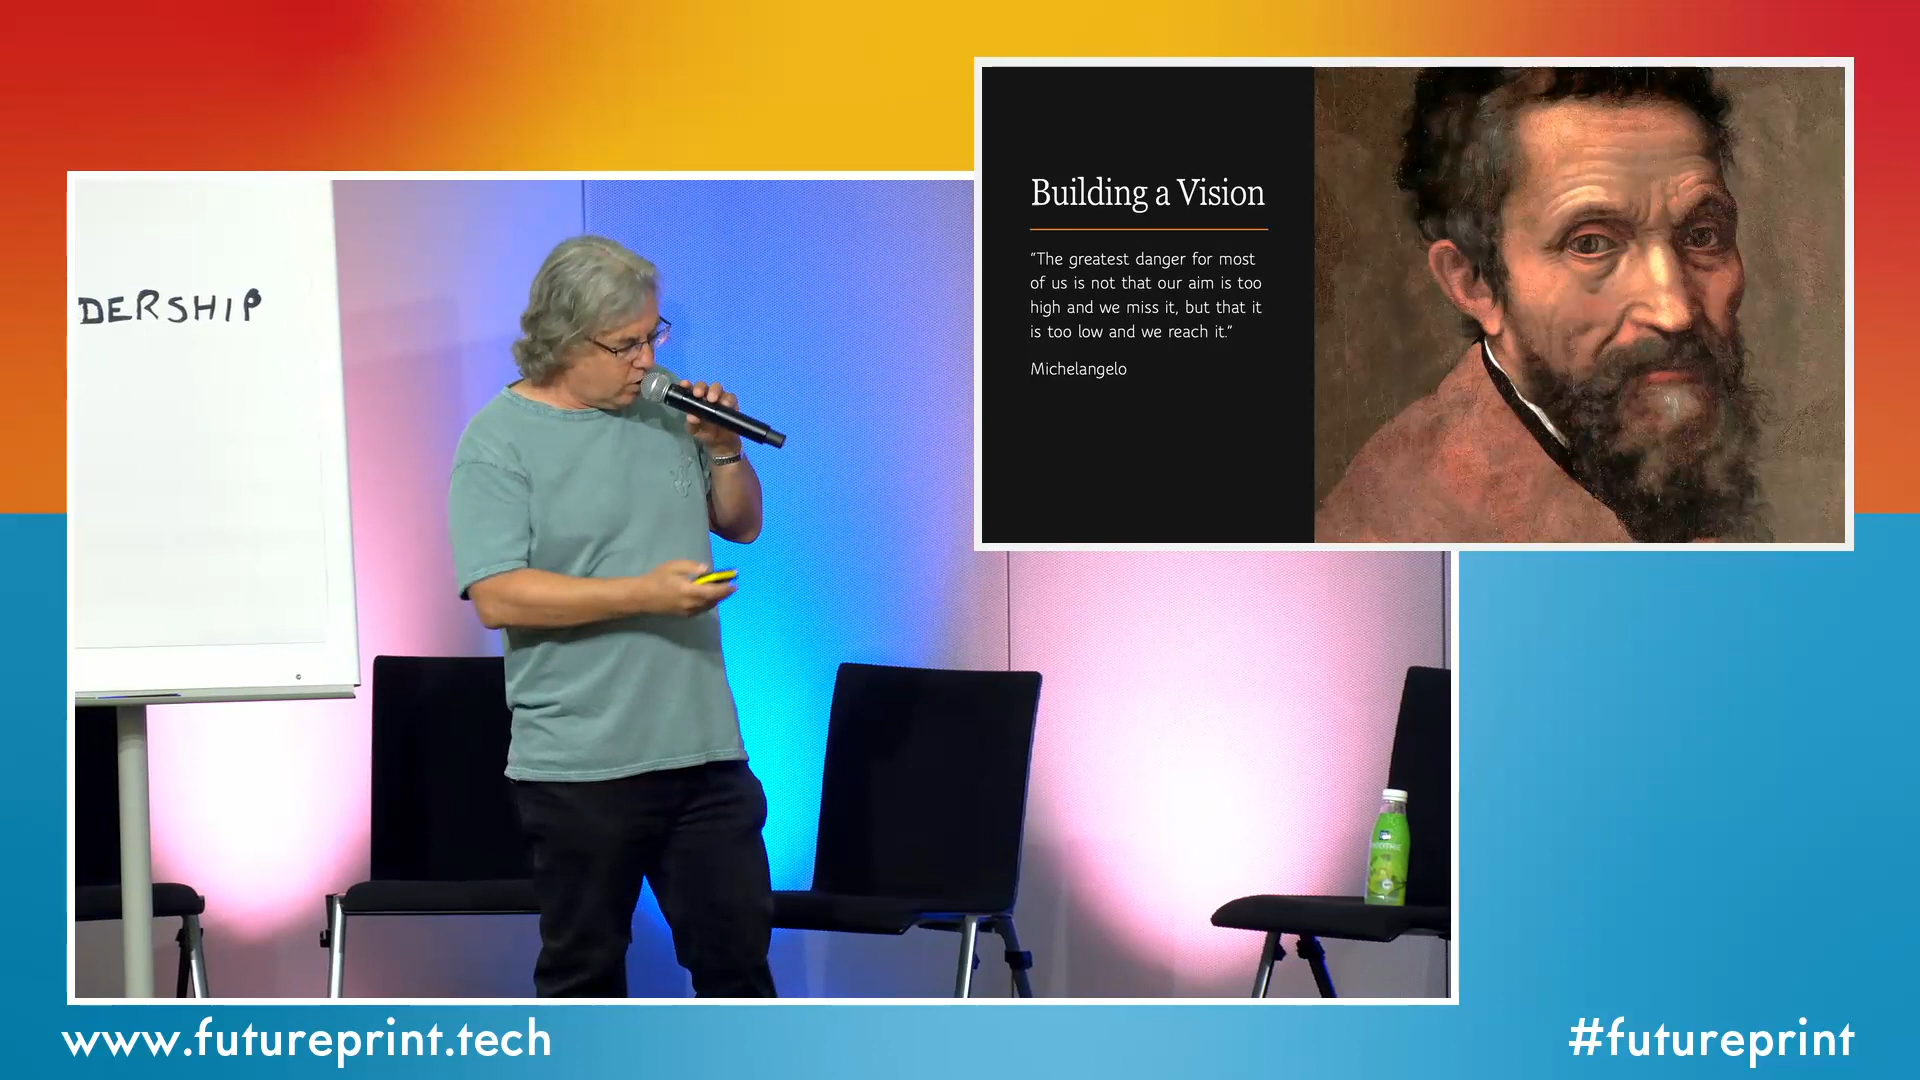 Building a Vision
“The greatest danger for most
of us is not that our aim is too
high and we miss it, but that it
is too low and we reach it.”
Michelangelo
DERSHIP
www.futureprint.tech
#futureprint